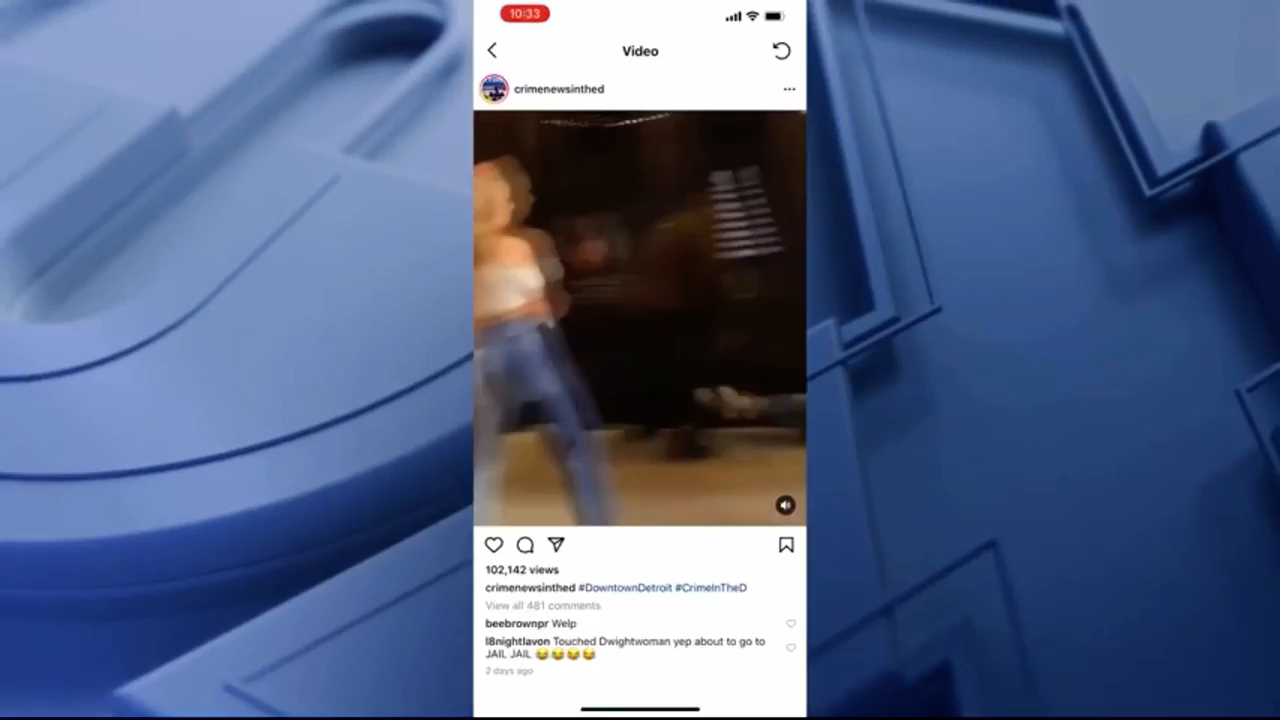 10:33
Video
crimenewsinthed
102,142 views
crimenewsinthed #DowntownDetroit #CrimeInTheD
View all 481 comments
beebrownpr Welp
l8nightlavon Touched Dwightwoman yep about to go to
JAIL JAIL 😂😂😂😂
2 days ago